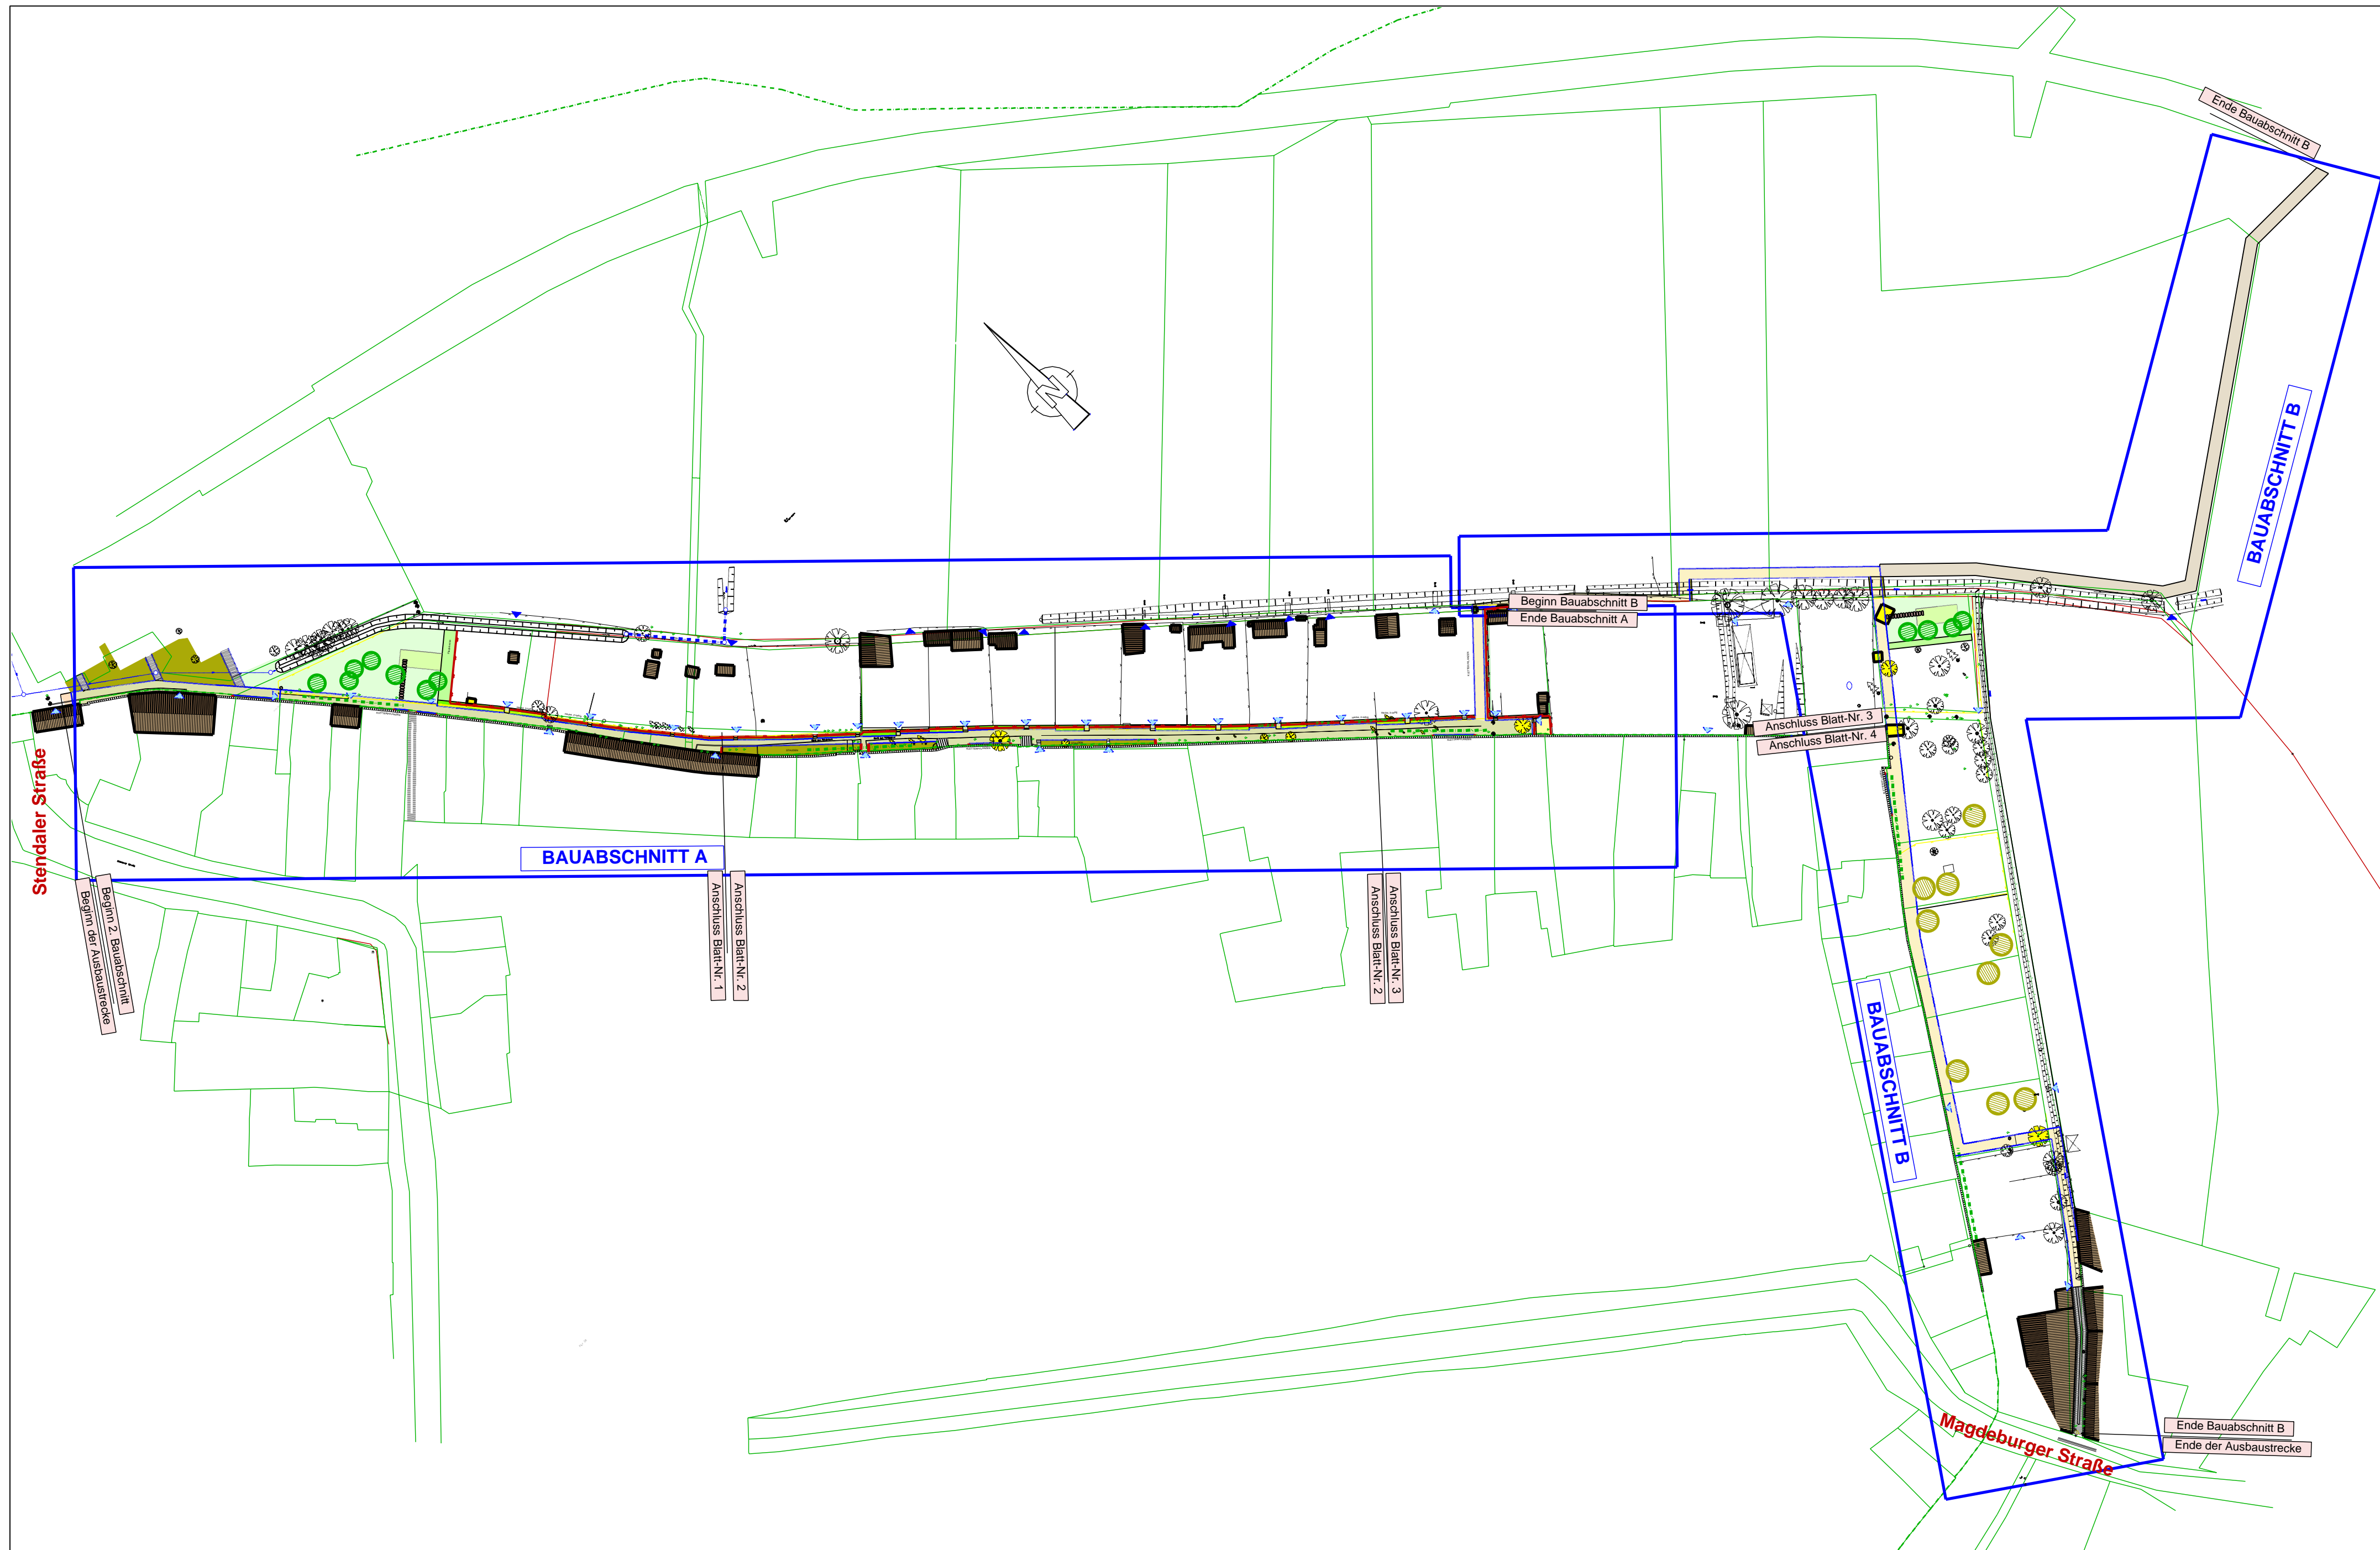 Ende Bauabschnitt B
BAUABSCHNITT B
Beginn Bauabschnitt B
Ende Bauabschnitt A
Anschluss Blatt-Nr. 3
Anschluss Blatt-Nr. 4
Stendaler Straße
BAUABSCHNITT A
Beginn 2. Bauabschnitt
Beginn der Ausbaustrecke
Anschluss Blatt-Nr. 1
Anschluss Blatt-Nr. 2
Anschluss Blatt-Nr. 2
Anschluss Blatt-Nr. 3
BAUABSCHNITT B
Magdeburger Straße
Ende Bauabschnitt B
Ende der Ausbaustrecke